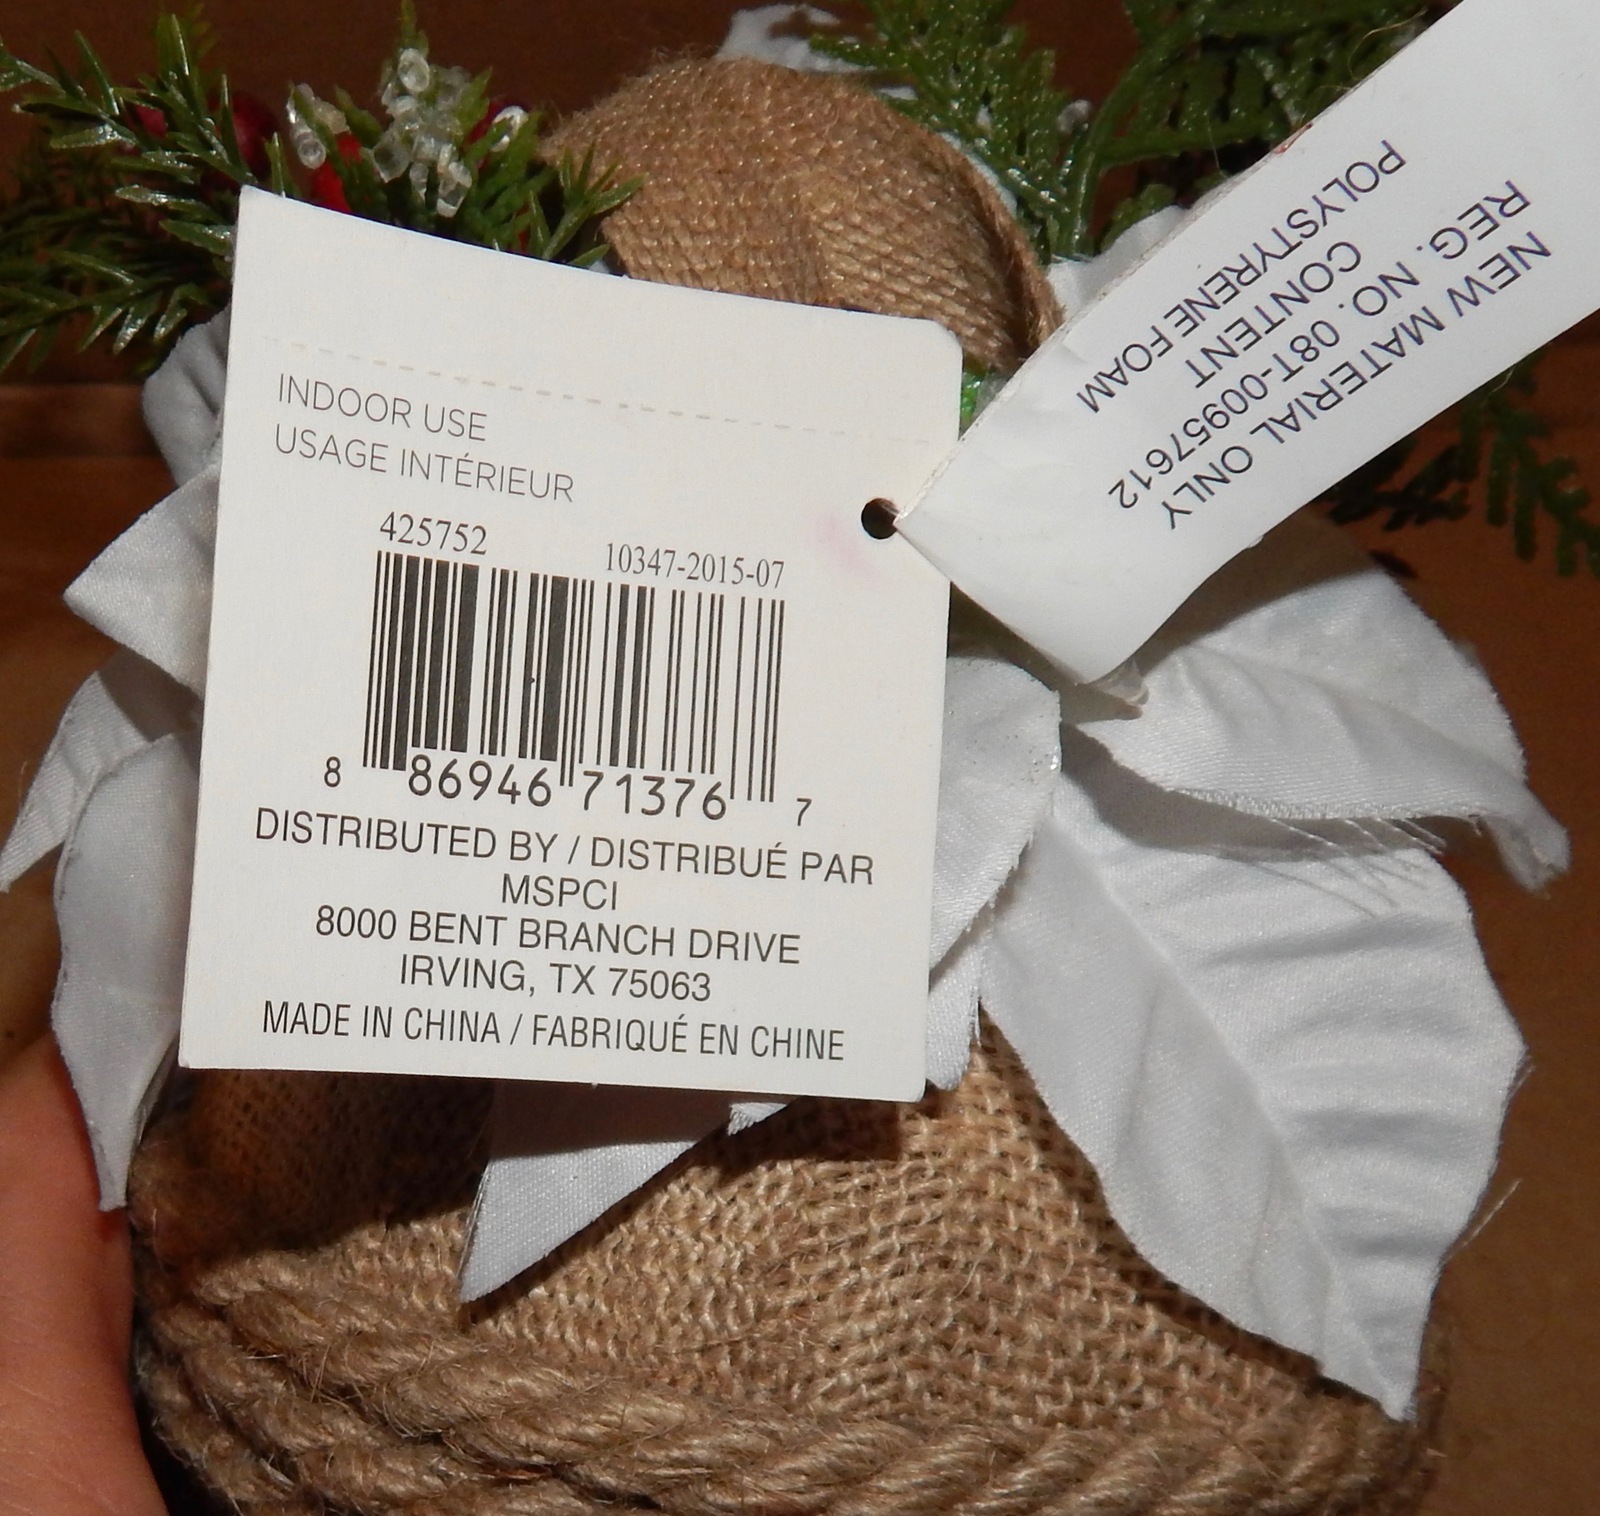 INDOOR USE
USAGE INTÉRIEUR
425752
10347-2015-07
8 86946 71376 7
DISTRIBUTED BY / DISTRIBUÉ PAR
MSPCI
8000 BENT BRANCH DRIVE
IRVING, TX 75063
MADE IN CHINA / FABRIQUÉ EN CHINE
NEW MATERIAL ONLY
REG. NO. 08T-00957612
CONTENT
POLYSTYRENE FOAM